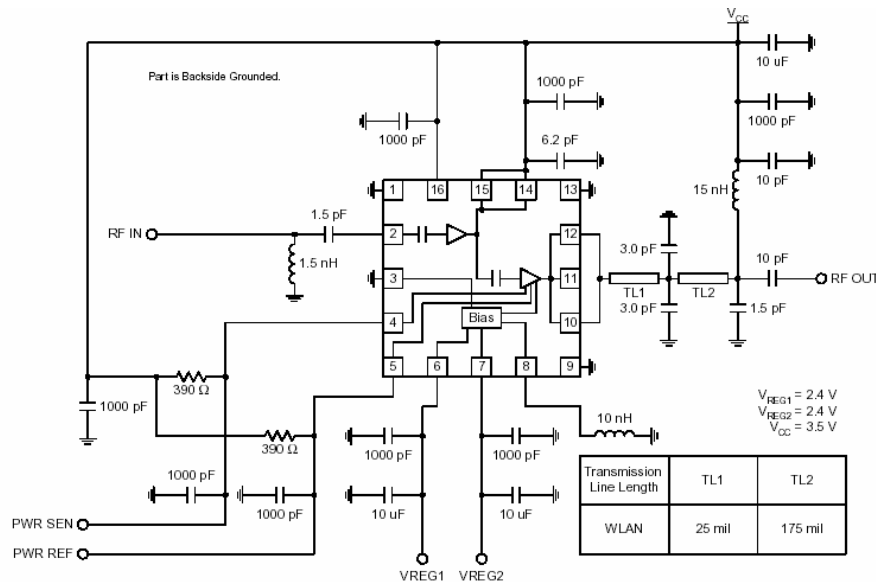 V_CC
10 uF
Part is Backside Grounded.
1000 pF
1000 pF
1000 pF
6.2 pF
10 pF
15 nH
1
16
15
14
13
1.5 pF
RF IN
2
12
1.5 nH
3.0 pF
10 pF
3
11
RF OUT
TL1
TL2
4
Bias
10
3.0 pF
1.5 pF
5
6
7
8
9
390 Ω
1000 pF
10 nH
V_REG1 = 2.4 V
V_REG2 = 2.4 V
V_CC = 3.5 V
390 Ω
1000 pF
1000 pF
Transmission Line Length
TL1
TL2
1000 pF
1000 pF
10 uF
10 uF
PWR SEN
WLAN
25 mil
175 mil
PWR REF
VREG1
VREG2